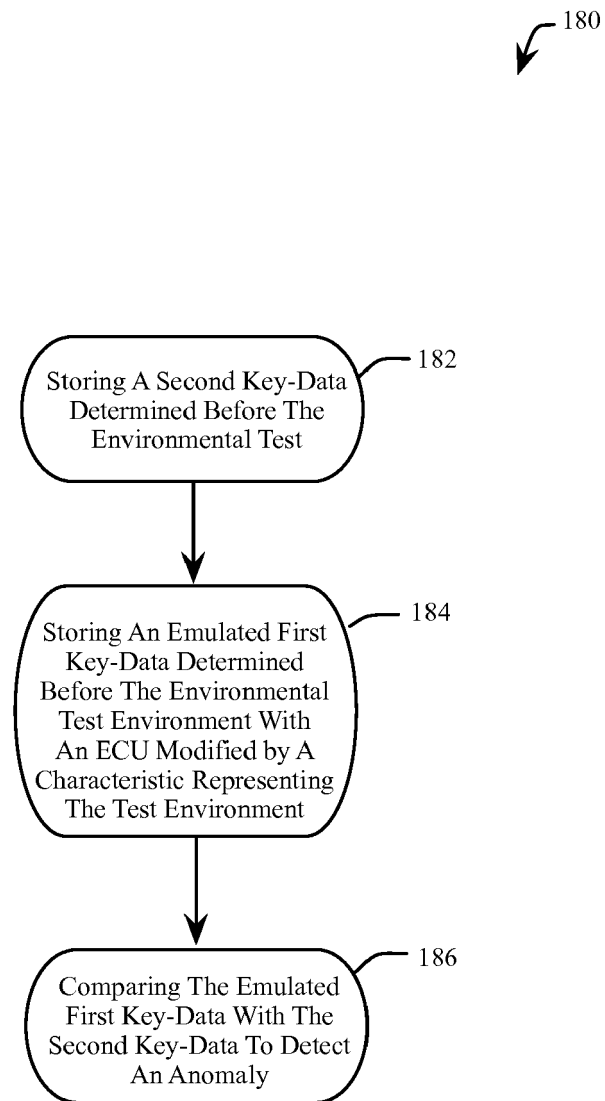 180
Storing A Second Key-Data
Determined Before The
Environmental Test
182
Storing An Emulated First
Key-Data Determined
Before The Environmental
Test Environment With
An ECU Modified by A
Characteristic Representing
The Test Environment
184
Comparing The Emulated
First Key-Data With The
Second Key-Data To Detect
An Anomaly
186